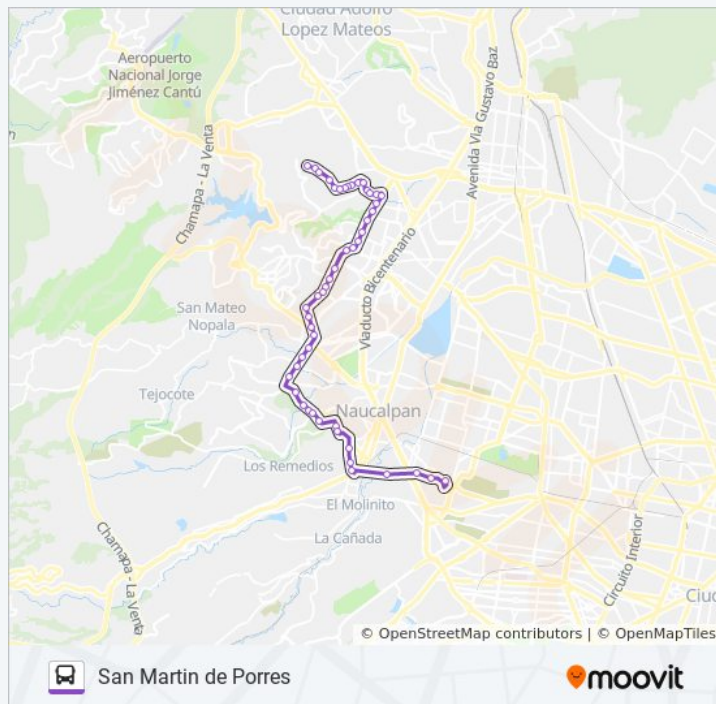 Ciudad Adolfo
Lopez Mateos
Aeropuerto
Nacional Jorge
Jiménez Cantú
Avenida Vía Gustavo Baz
Chamapa - La Venta
Viaducto Bicentenario
San Mateo
Nopala
Tejocote
Naucalpan
Los Remedios
El Molinito
La Cañada
Chamapa - La Venta
Circuito Interior
© OpenStreetMap contributors | © OpenMapTiles
San Martin de Porres
moovit